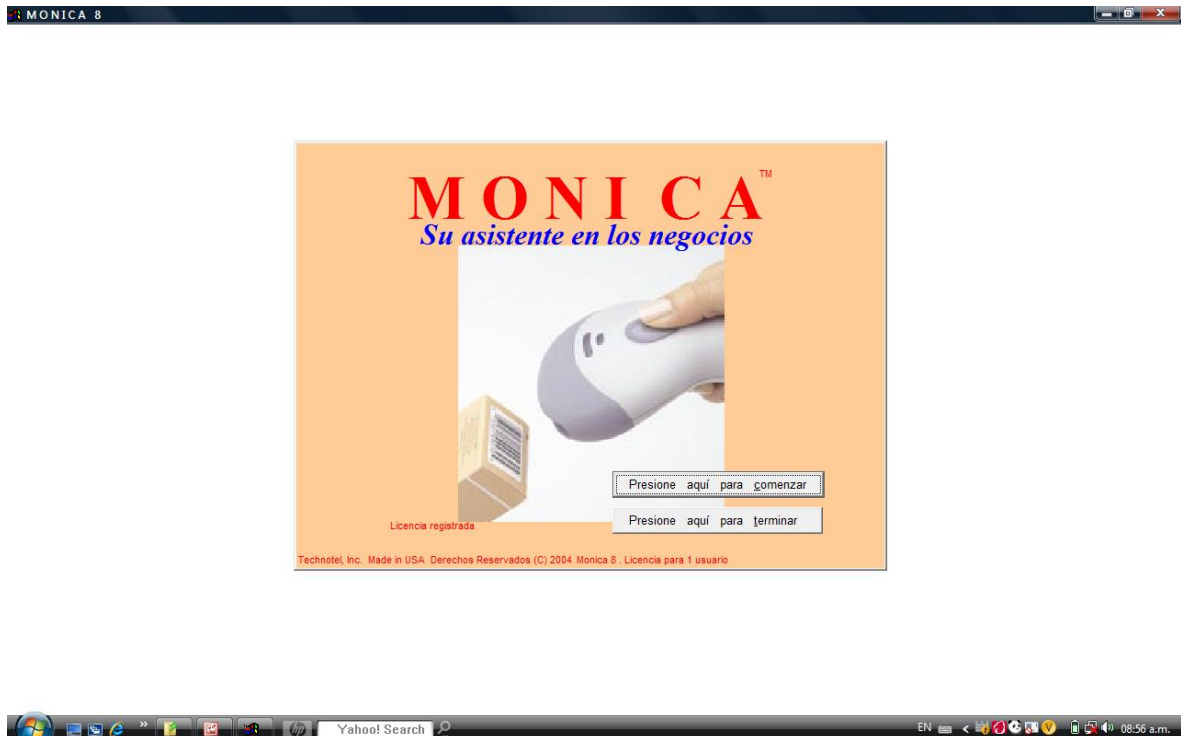 MONICA 8
MONICA™
Su asistente en los negocios
Presione aquí para comenzar
Licencia registrada
Presione aquí para terminar
Technotel, Inc. Made in USA Derechos Reservados (C) 2004 Monica 8 . Licencia para 1 usuario
hp
Yahoo! Search
EN
08:56 a.m.